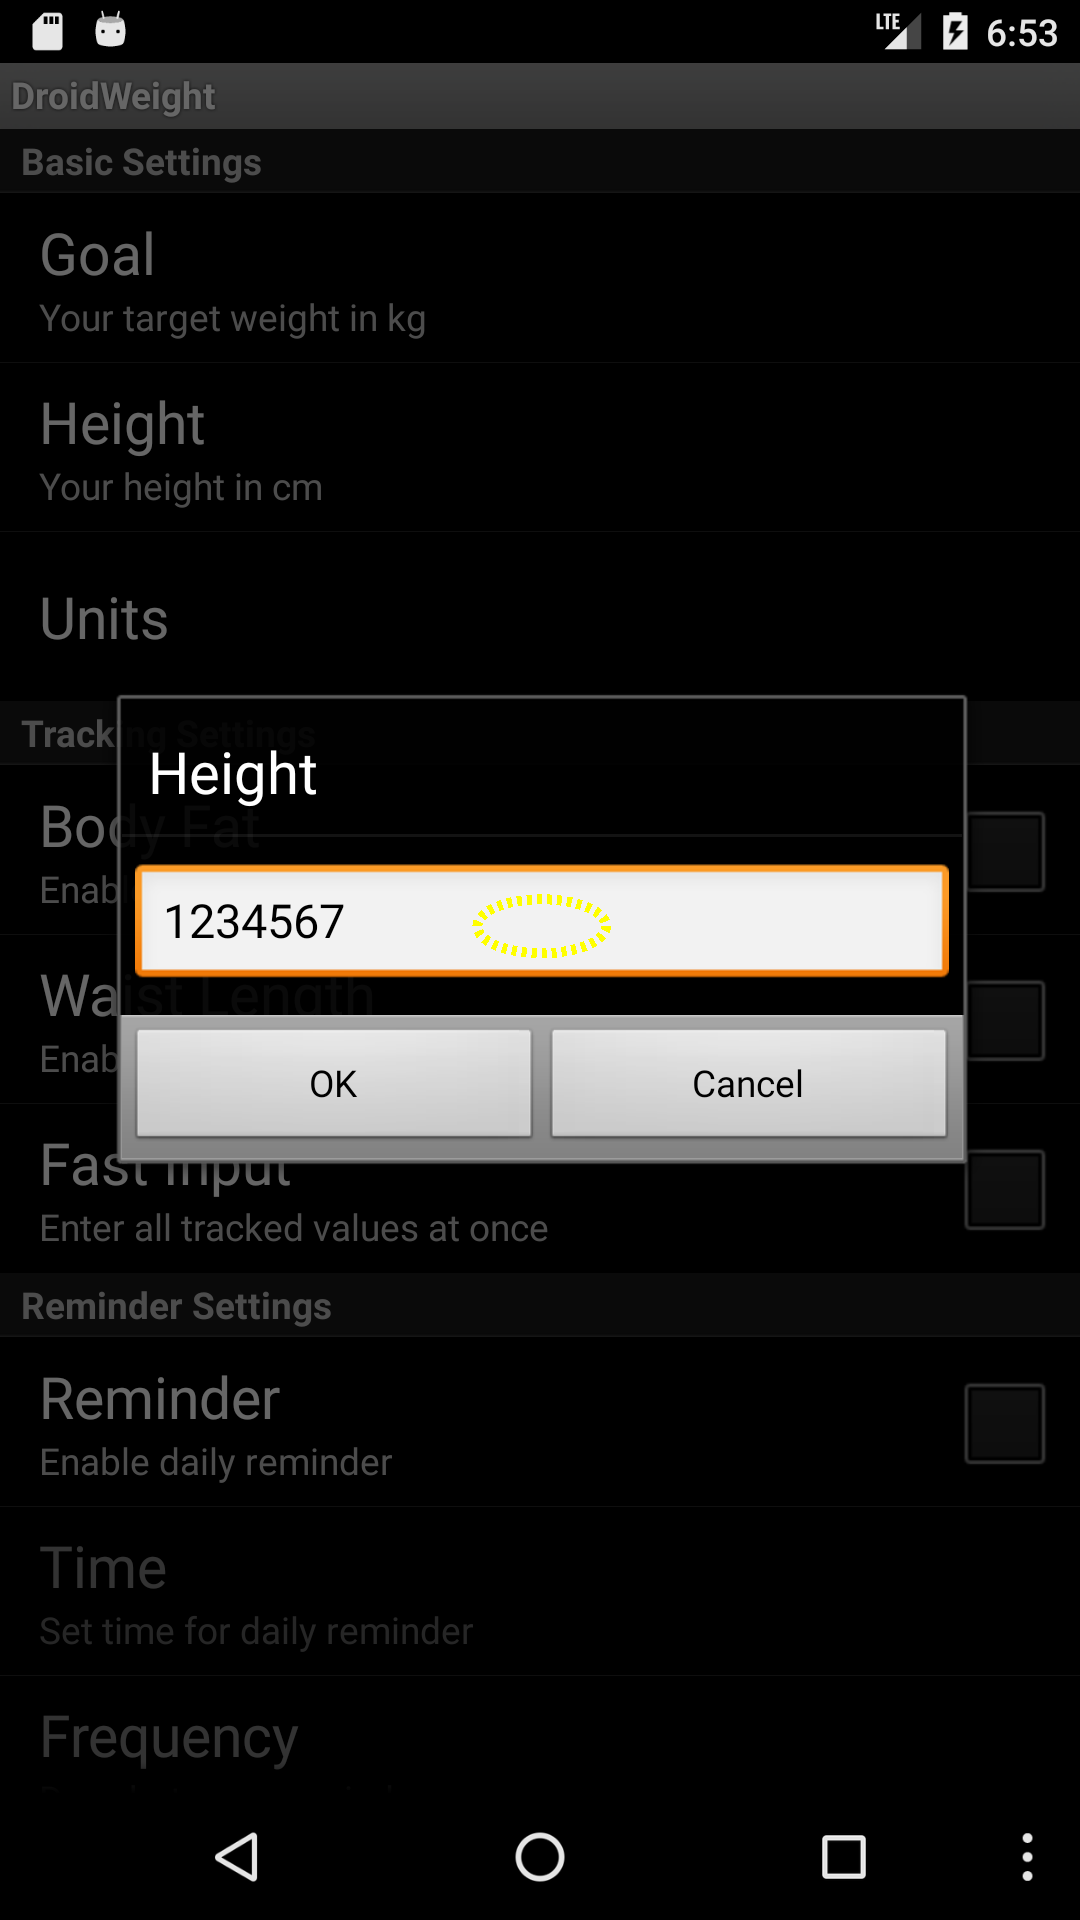 LTE 6:53
DroidWeight
Basic Settings
Goal
Your target weight in kg
Height
Your height in cm
Units
Tracking Settings
Height
Body Fat
Enab
1234567
Waist Length
Enab
OK Cancel
Fast Input
Enter all tracked values at once
Reminder Settings
Reminder
Enable daily reminder
Time
Set time for daily reminder
Frequency